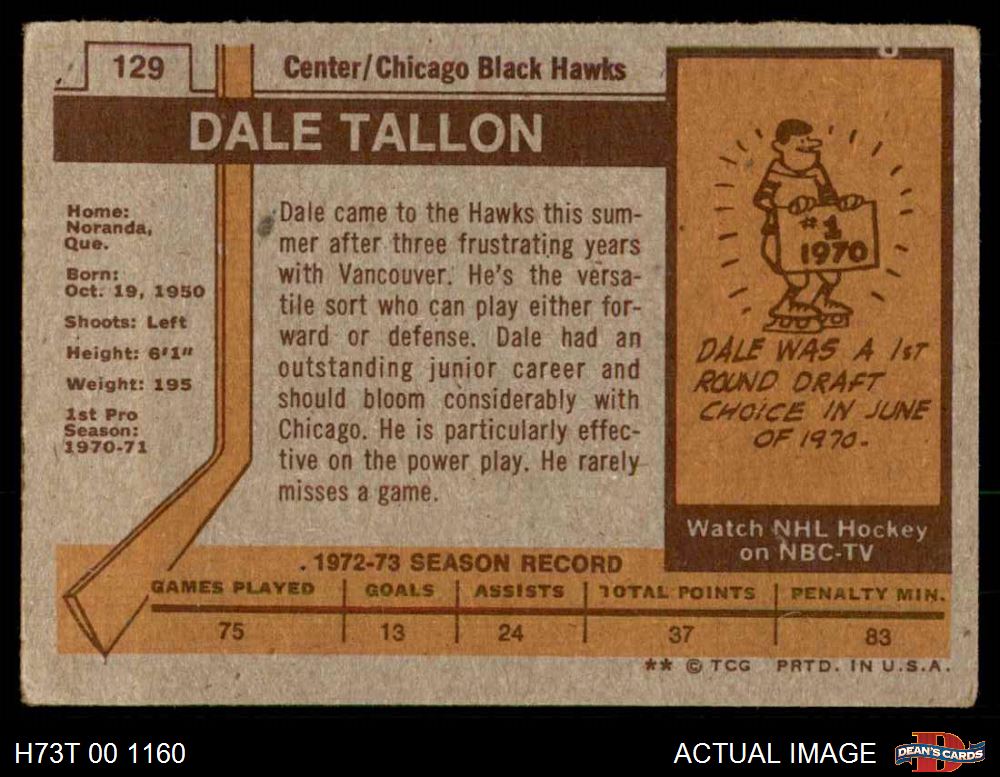 129
Center/Chicago Black Hawks
DALE TALLON
Home:
Noranda,
Que.
Born:
Oct. 19, 1950
Shoots: Left
Height: 6'1"
Weight: 195
1st Pro
Season:
1970-71
Dale came to the Hawks this sum-
mer after three frustrating years
with Vancouver. He's the versa-
tile sort who can play either for-
ward or defense. Dale had an
outstanding junior career and
should bloom considerably with
Chicago. He is particularly effec-
tive on the power play. He rarely
misses a game.
#1
1970
DALE WAS A 1ST
ROUND DRAFT
CHOICE IN JUNE
OF 1970.
Watch NHL Hockey
on NBC-TV
1972-73 SEASON RECORD
GAMES PLAYED GOALS ASSISTS TOTAL POINTS PENALTY MIN.
75 13 24 37 83
** © TCG PRTD. IN U.S.A.
H73T 00 1160
ACTUAL IMAGE
D
DEAN'S CARDS